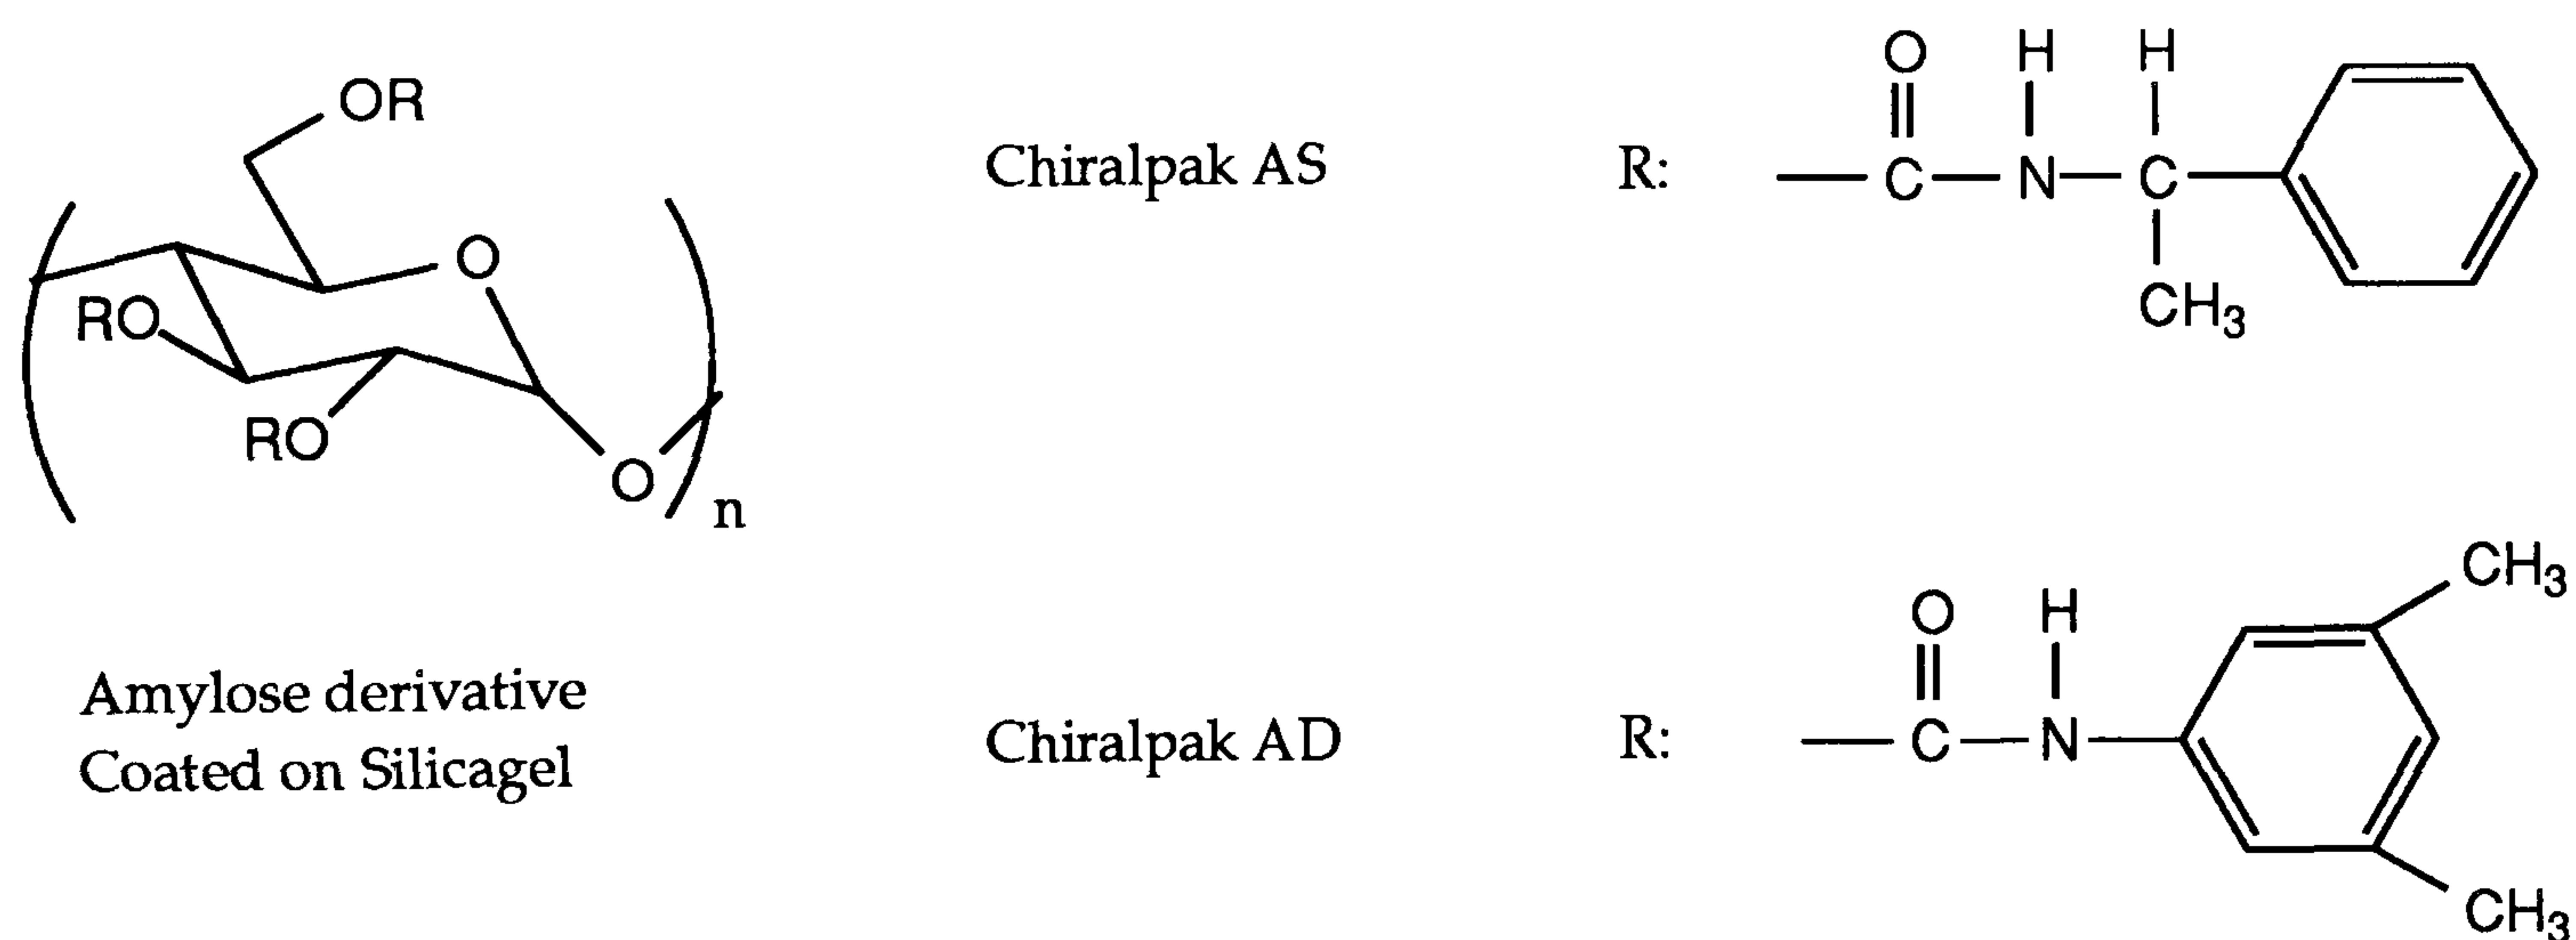 OR
O
RO
RO
O
n
Amylose derivative
Coated on Silicagel
Chiralpak AS
R:
O H H
C N C
CH₃
Chiralpak AD
R:
O H
C N
CH₃
CH₃